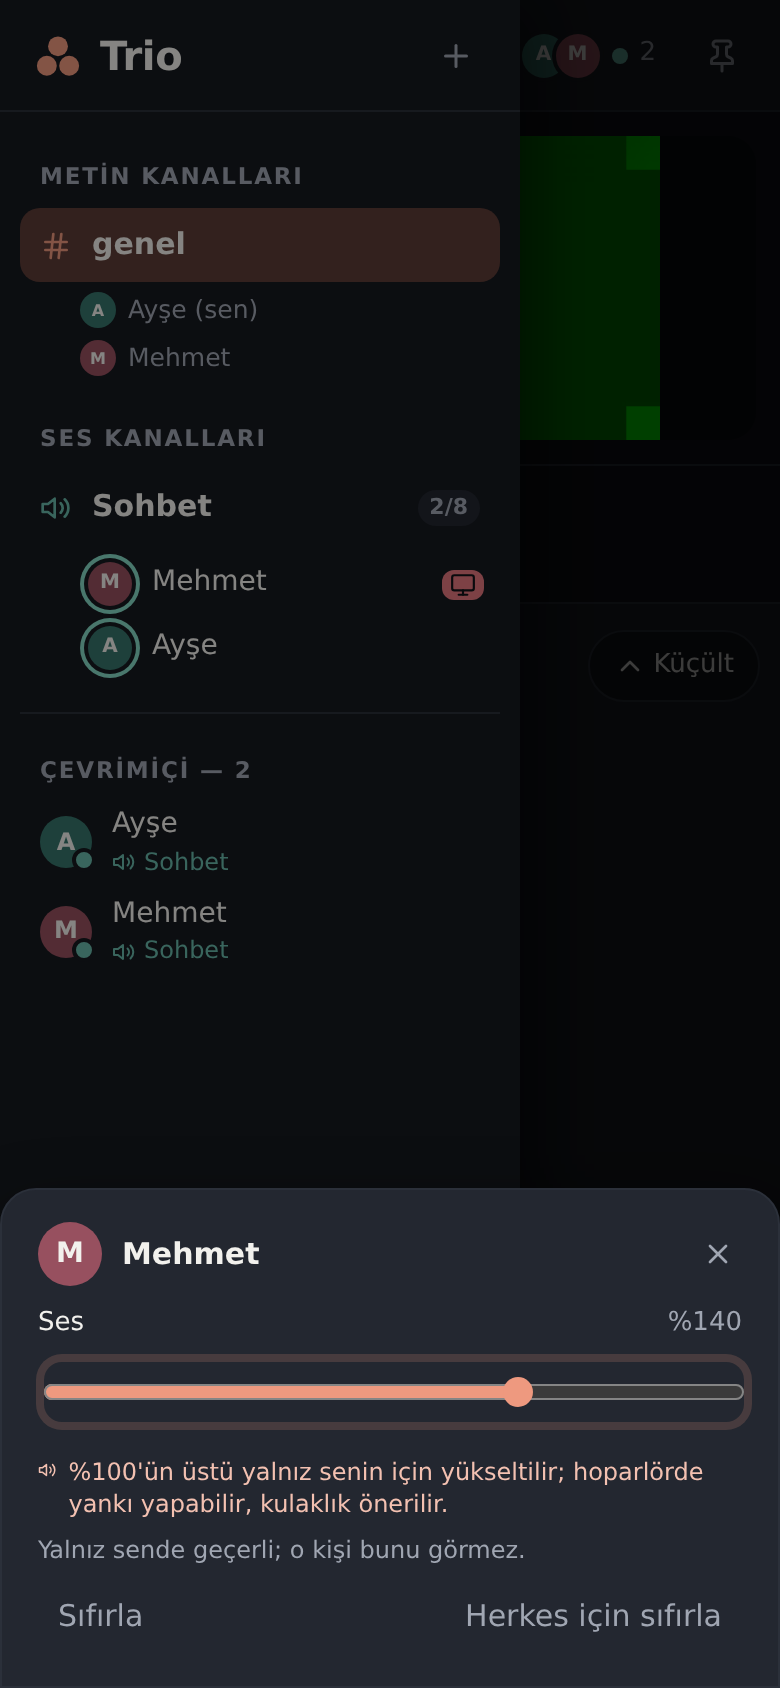 Trio
A M 2
METİN KANALLARI
# genel
A Ayşe (sen)
M Mehmet
SES KANALLARI
Sohbet 2/8
M Mehmet
A Ayşe
Küçült
ÇEVRİMİÇİ — 2
A Ayşe
Sohbet
M Mehmet
Sohbet
M Mehmet
Ses %140
%100'ün üstü yalnız senin için yükseltilir; hoparlörde
yankı yapabilir, kulaklık önerilir.
Yalnız sende geçerli; o kişi bunu görmez.
Sıfırla Herkes için sıfırla